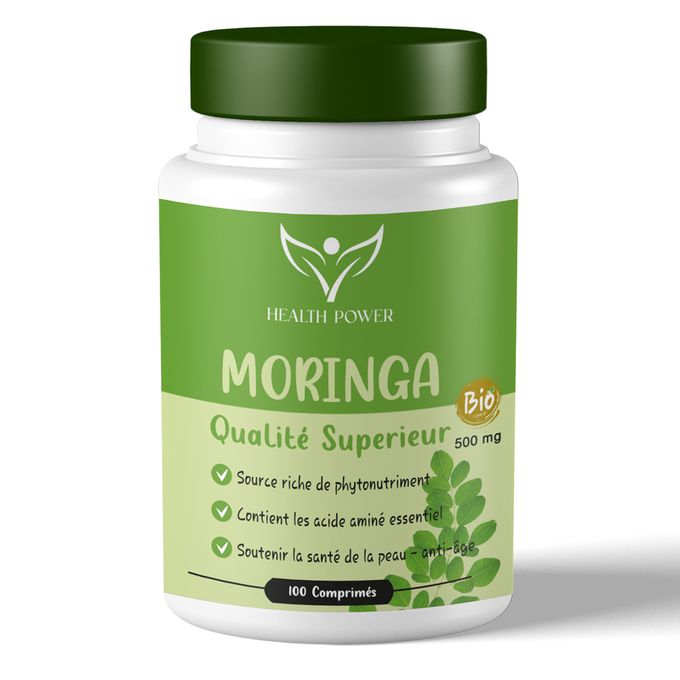 HEALTH POWER
MORINGA
Bio
Qualité Superieur
500 mg
Source riche de phytonutriment
Contient les acide aminé essentiel
Soutenir la santé de la peau - anti-âge
100 Comprimés